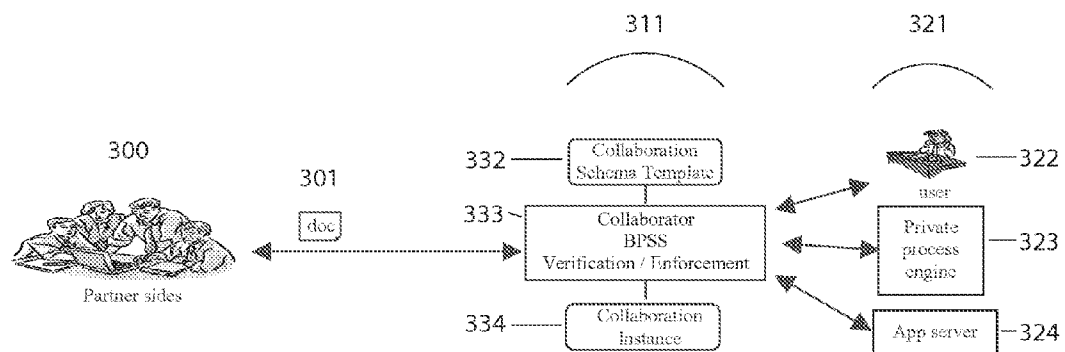 311
321
300
301
332
Collaboration
Schema Template
322
user
doc
333
Collaborator
BPSS
Verification / Enforcement
Private
process
engine
323
Partner sides
334
Collaboration
Instance
App server
324